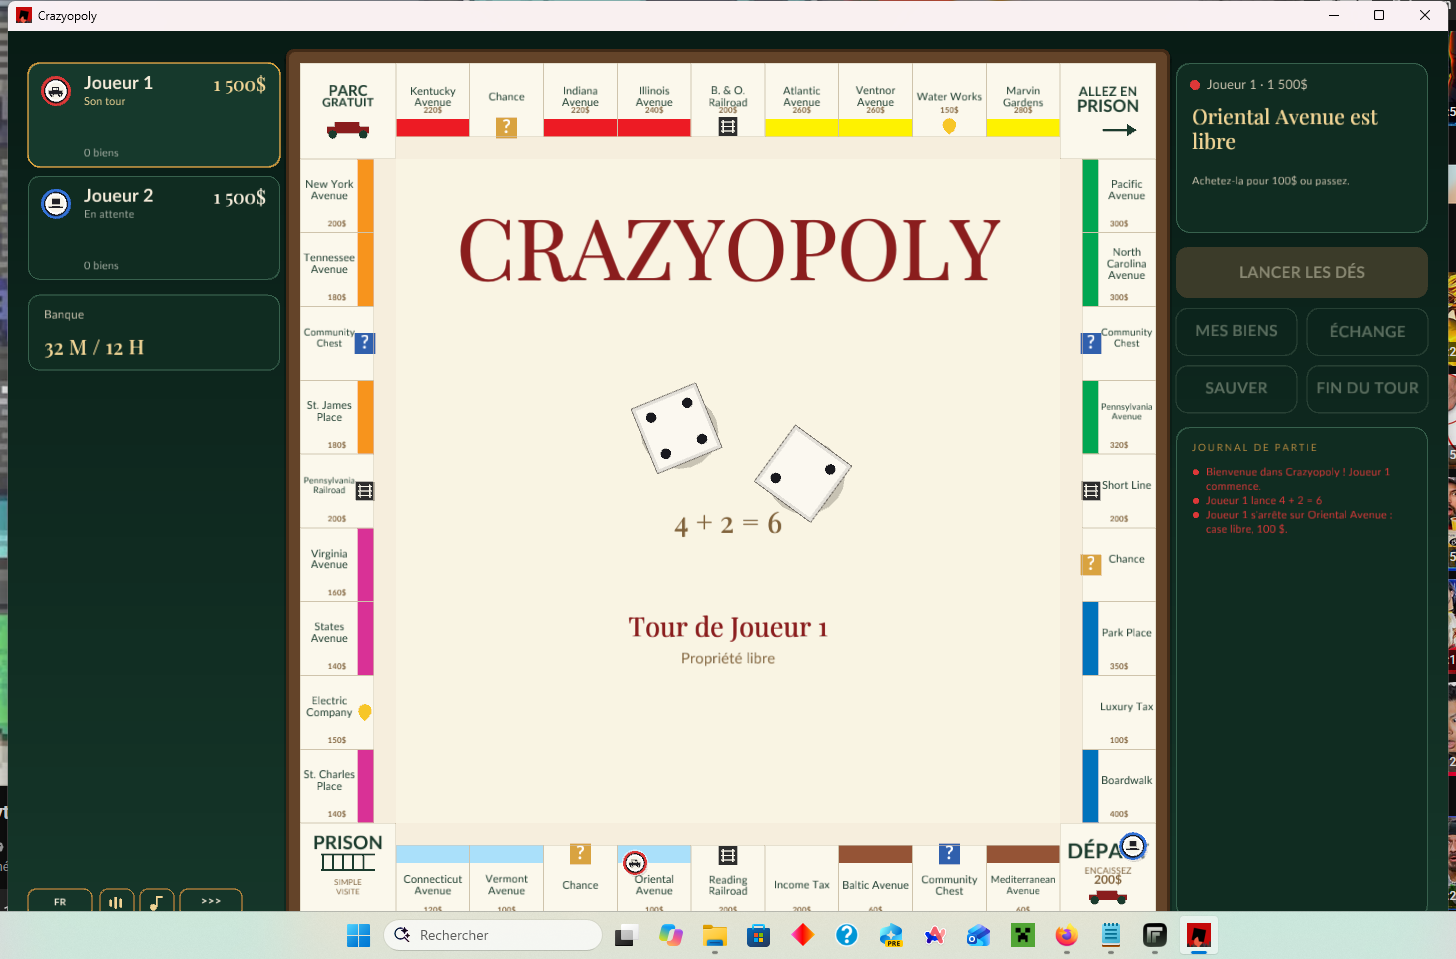 Crazyopoly
Joueur 1
1 500$
Son tour
0 biens
Joueur 2
1 500$
En attente
0 biens
Banque
32 M / 12 H
FR
>>>
PARC
GRATUIT
Kentucky
Avenue
220$
Chance
?
Indiana
Avenue
220$
Illinois
Avenue
240$
B. & O.
Railroad
200$
Atlantic
Avenue
260$
Ventnor
Avenue
260$
Water Works
150$
Marvin
Gardens
280$
ALLEZ EN
PRISON
New York
Avenue
200$
Tennessee
Avenue
180$
Community
Chest
?
St. James
Place
180$
Pennsylvania
Railroad
200$
Virginia
Avenue
160$
States
Avenue
140$
Electric
Company
150$
St. Charles
Place
140$
CRAZYOPOLY
4 + 2 = 6
Tour de Joueur 1
Propriété libre
Pacific
Avenue
300$
North
Carolina
Avenue
300$
?
Community
Chest
Pennsylvania
Avenue
320$
Short Line
200$
?
Chance
Park Place
350$
Luxury Tax
100$
Boardwalk
400$
PRISON
SIMPLE
VISITE
Connecticut
Avenue
120$
Vermont
Avenue
100$
?
Chance
Oriental
Avenue
100$
Reading
Railroad
200$
Income Tax
200$
Baltic Avenue
60$
?
Community
Chest
Mediterranean
Avenue
60$
DÉPA
ENCAISSEZ
200$
Joueur 1 · 1 500$
Oriental Avenue est
libre
Achetez-la pour 100$ ou passez.
LANCER LES DÉS
MES BIENS
ÉCHANGE
SAUVER
FIN DU TOUR
JOURNAL DE PARTIE
Bienvenue dans Crazyopoly ! Joueur 1
commence.
Joueur 1 lance 4 + 2 = 6
Joueur 1 s'arrête sur Oriental Avenue :
case libre, 100 $.
Rechercher
PRE